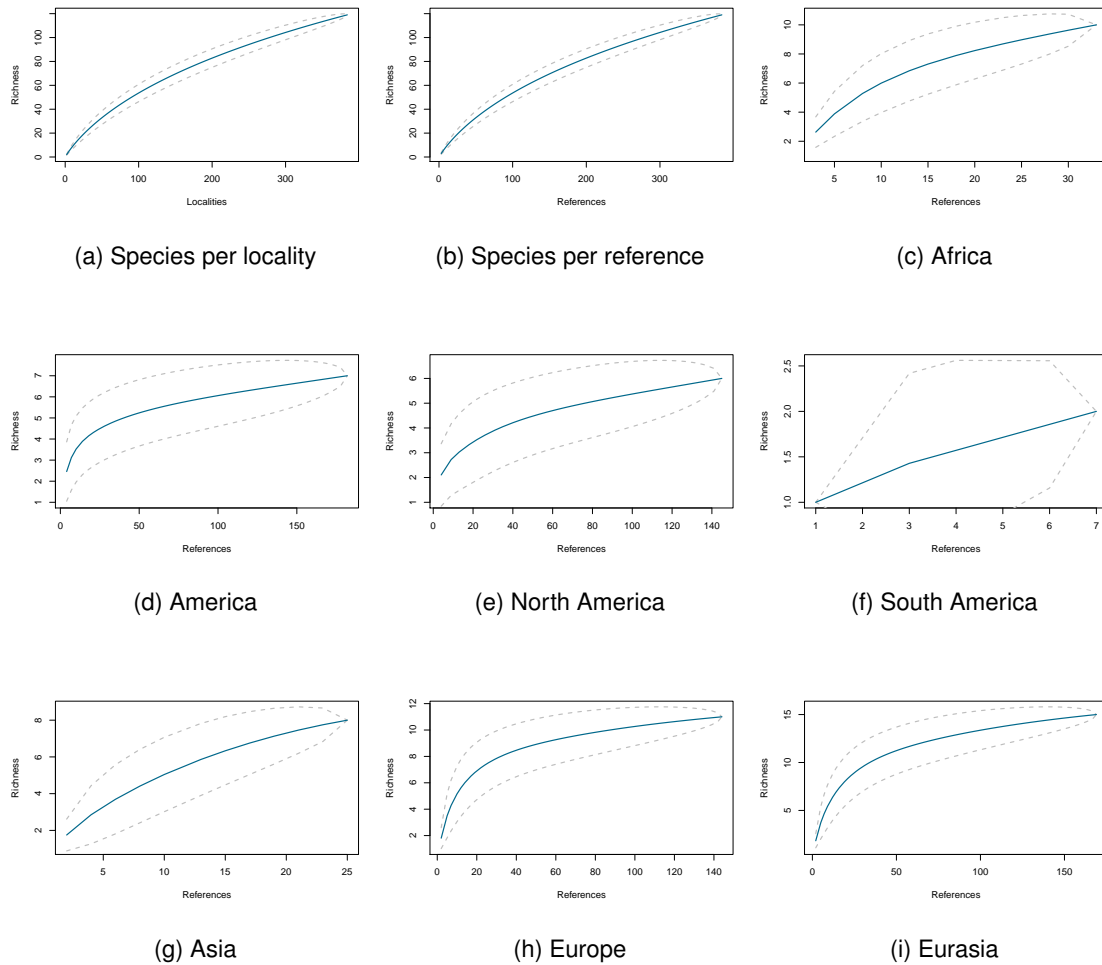 Richness
0 20 40 60 80 100
0 100 200 300
Localities
(a) Species per locality
Richness
0 20 40 60 80 100
0 100 200 300
References
(b) Species per reference
Richness
2 4 6 8 10
5 10 15 20 25 30
References
(c) Africa
Richness
1 2 3 4 5 6 7
0 50 100 150
References
(d) America
Richness
1 2 3 4 5 6
0 20 40 60 80 100 120 140
References
(e) North America
Richness
1.0 1.5 2.0 2.5
1 2 3 4 5 6 7
References
(f) South America
Richness
2 4 6 8
5 10 15 20 25
References
(g) Asia
Richness
2 4 6 8 10 12
0 20 40 60 80 100 120 140
References
(h) Europe
Richness
5 10 15
0 50 100 150
References
(i) Eurasia